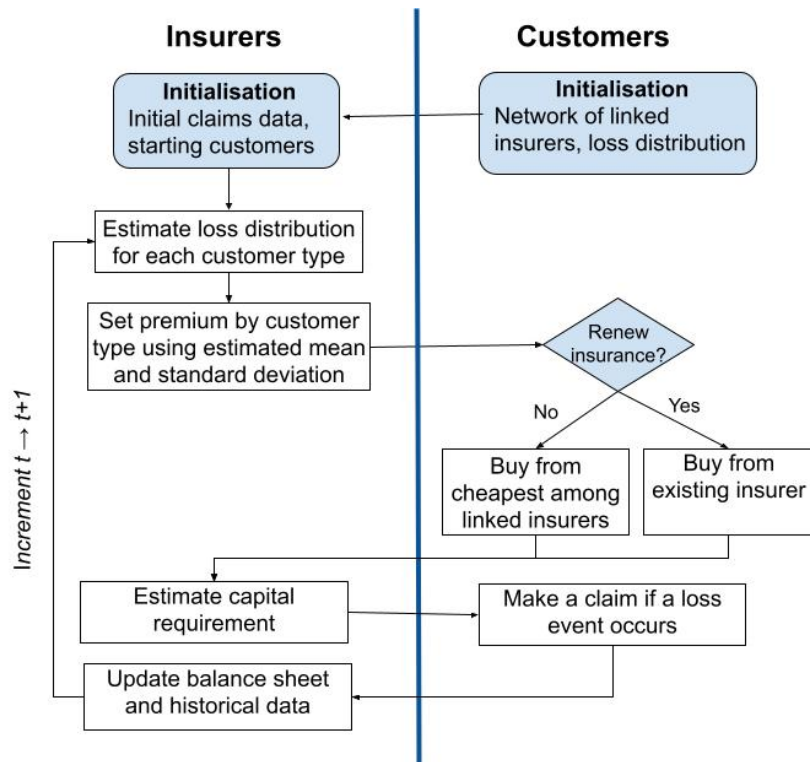 Insurers
Customers
Initialisation
Initial claims data,
starting customers
Initialisation
Network of linked
insurers, loss distribution
Estimate loss distribution
for each customer type
Set premium by customer
type using estimated mean
and standard deviation
Renew
insurance?
No
Yes
Buy from
cheapest among
linked insurers
Buy from
existing insurer
Increment t → t+1
Estimate capital
requirement
Make a claim if a loss
event occurs
Update balance sheet
and historical data